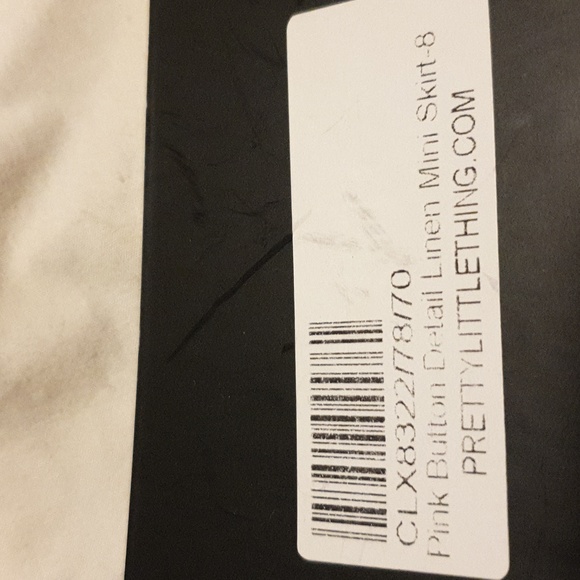 CLX8322/78/70
Pink Button Detail Linen Mini Skirt-8
PRETTYLITTLETHING.COM